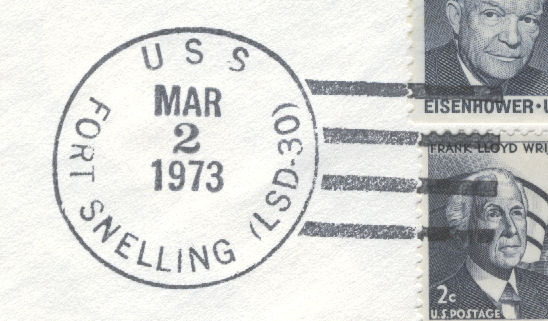 USS
FORT SNELLING (LSD-30)
MAR
2
1973
EISENHOWER·U
FRANK LLOYD WRI
2c
U.S. POSTAGE